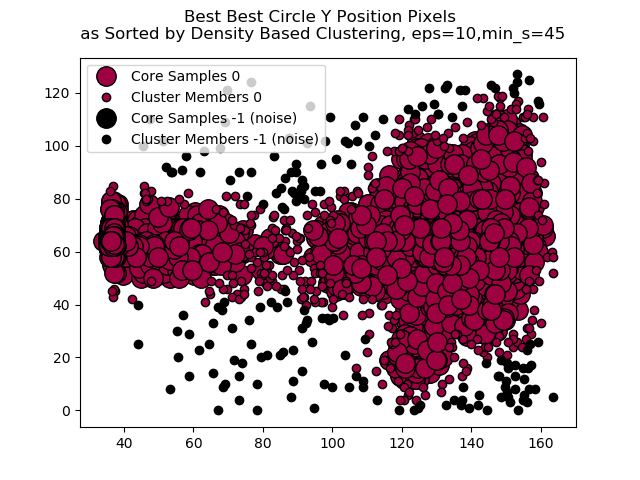 Best Best Circle Y Position Pixels
as Sorted by Density Based Clustering, eps=10,min_s=45
Core Samples 0
Cluster Members 0
Core Samples -1 (noise)
Cluster Members -1 (noise)
120
100
80
60
40
20
0
40 60 80 100 120 140 160